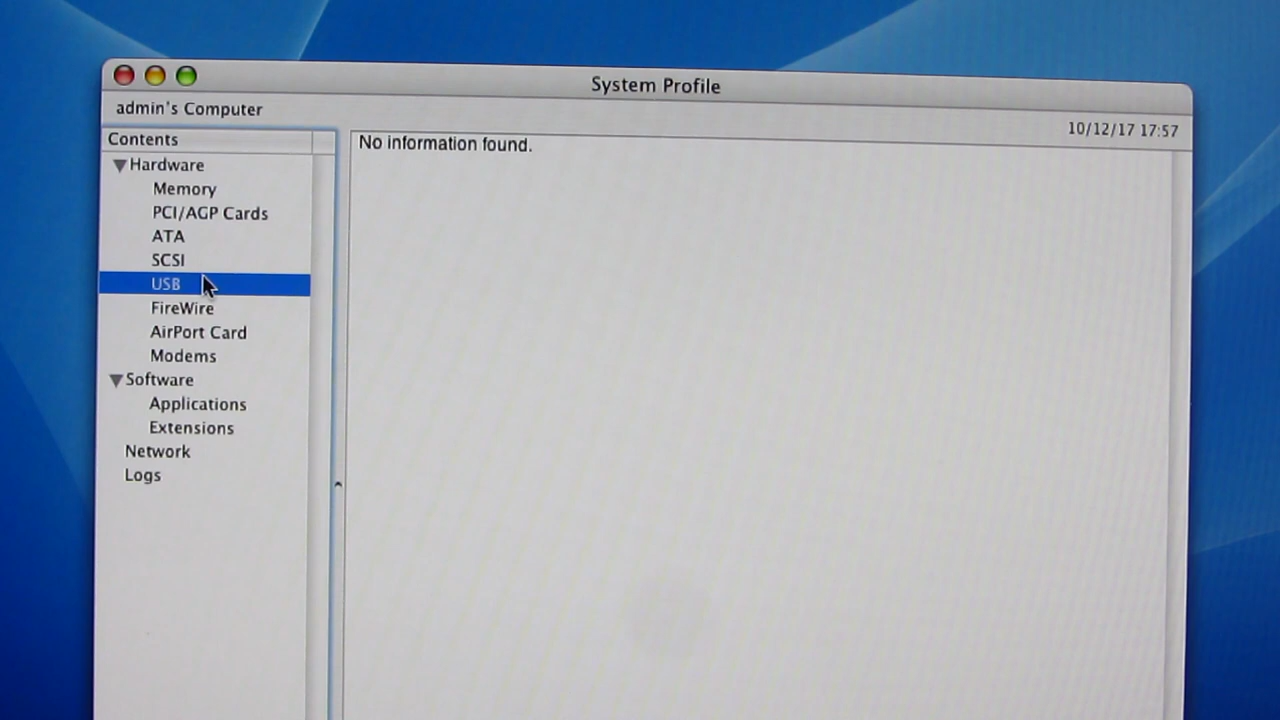 System Profile
admin's Computer
10/12/17 17:57
Contents
Hardware
Memory
PCI/AGP Cards
ATA
SCSI
USB
FireWire
AirPort Card
Modems
Software
Applications
Extensions
Network
Logs
No information found.